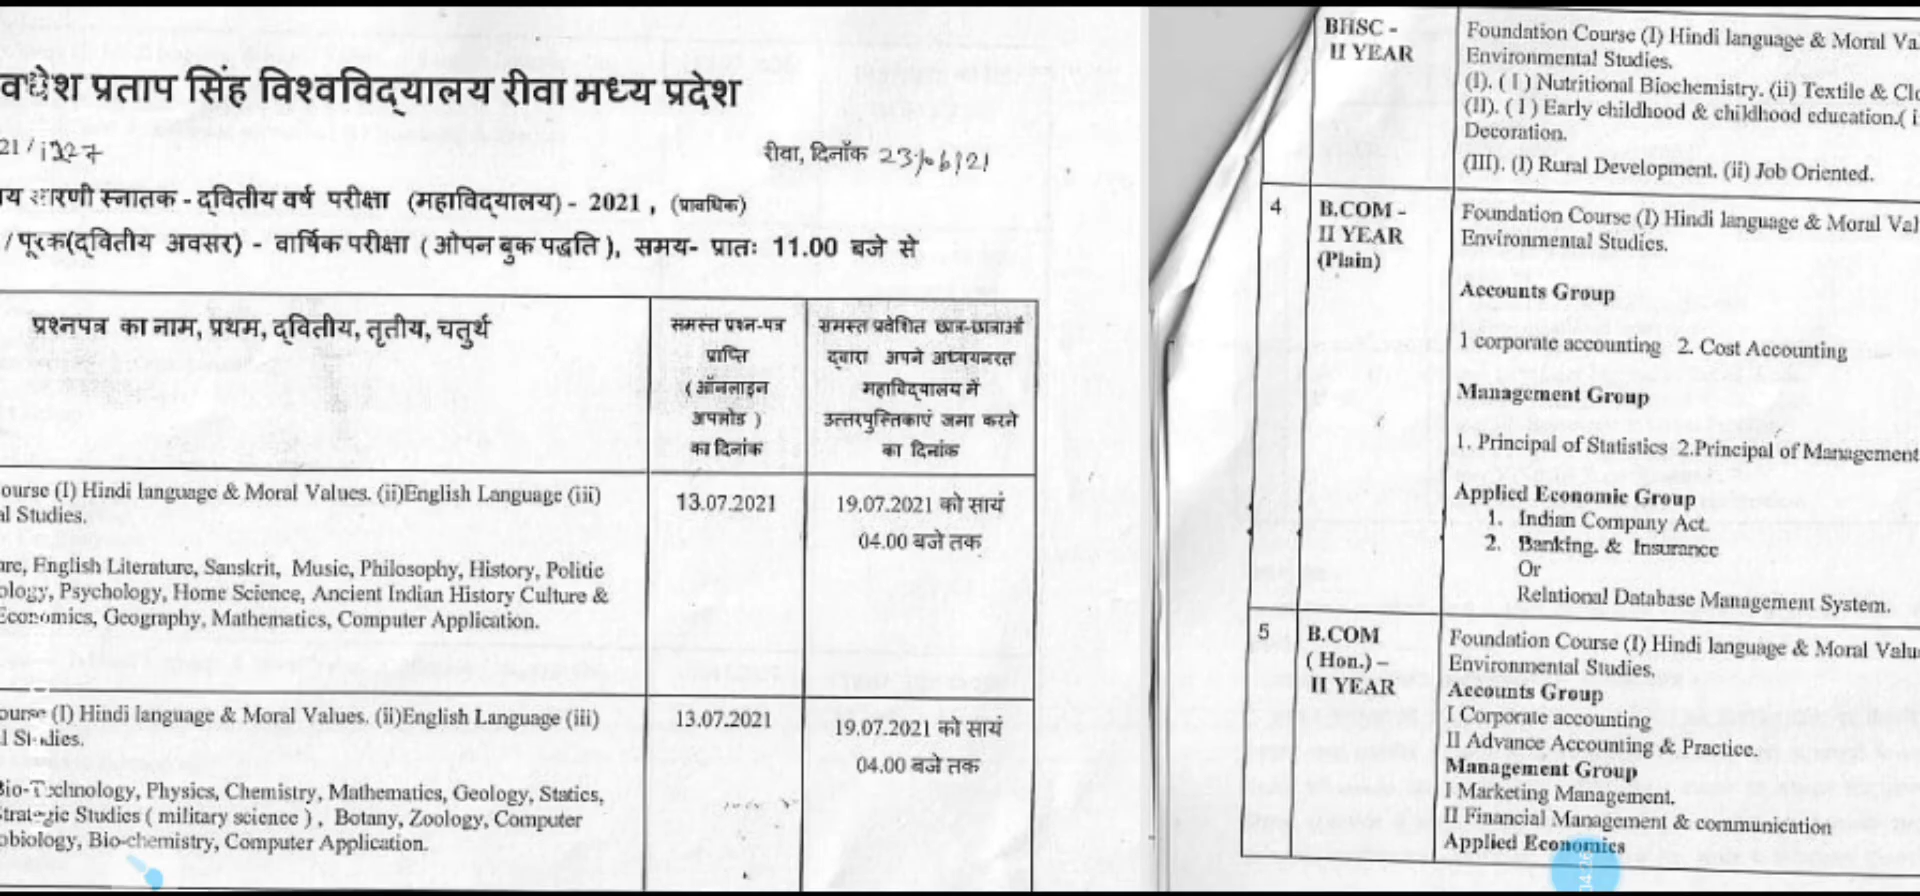 वधेश प्रताप सिंह विश्वविद्यालय रीवा मध्य प्रदेश
21 /
रीवा, दिनॉक 23/06/21
य सारणी स्नातक - द्वितीय वर्ष परीक्षा (महाविद्यालय) - 2021 , (प्रावधिक)
/ पूरक(द्वितीय अवसर) - वार्षिक परीक्षा ( ओपन बुक पद्धति ), समय- प्रातः 11.00 बजे से
प्रश्नपत्र का नाम, प्रथम, द्वितीय, तृतीय, चतुर्थ
समस्त प्रश्न-पत्र
प्राप्ति
(ऑनलाइन
अपलोड )
का दिनांक
समस्त प्रवेशित छात्र-छात्राओं
द्वारा अपने अध्ययनरत
महाविद्यालय में
उत्तरपुस्तिकाएं जमा करने
का दिनांक
ourse (I) Hindi language & Moral Values. (ii)English Language (iii)
al Studies.
ure, English Literature, Sanskrit, Music, Philosophy, History, Politic
ology, Psychology, Home Science, Ancient Indian History Culture &
Economics, Geography, Mathematics, Computer Application.
13.07.2021
19.07.2021 को सायं
04.00 बजे तक
ourse (I) Hindi language & Moral Values. (ii)English Language (iii)
l Studies.
Bio-Technology, Physics, Chemistry, Mathematics, Geology, Statics,
Strategic Studies ( military science ) , Botany, Zoology, Computer
obiology, Bio-chemistry, Computer Application.
13.07.2021
19.07.2021 को सायं
04.00 बजे तक
BHSC -
II YEAR
Foundation Course (I) Hindi language & Moral Va
Environmental Studies.
(I). ( I ) Nutritional Biochemistry. (ii) Textile & Clo
(II). ( I ) Early childhood & childhood education.( i
Decoration.
(III). (I) Rural Development. (ii) Job Oriented.
4
B.COM -
II YEAR
(Plain)
Foundation Course (I) Hindi language & Moral Val
Environmental Studies.
Accounts Group
1 corporate accounting 2. Cost Accounting
Management Group
1. Principal of Statistics 2.Principal of Management
Applied Economic Group
1. Indian Company Act.
2. Banking. & Insurance
Or
Relational Database Management System.
5
B.COM
( Hon.) –
II YEAR
Foundation Course (I) Hindi language & Moral Valu
Environmental Studies.
Accounts Group
I Corporate accounting
II Advance Accounting & Practice.
Management Group
I Marketing Management.
II Financial Management & communication
Applied Economics